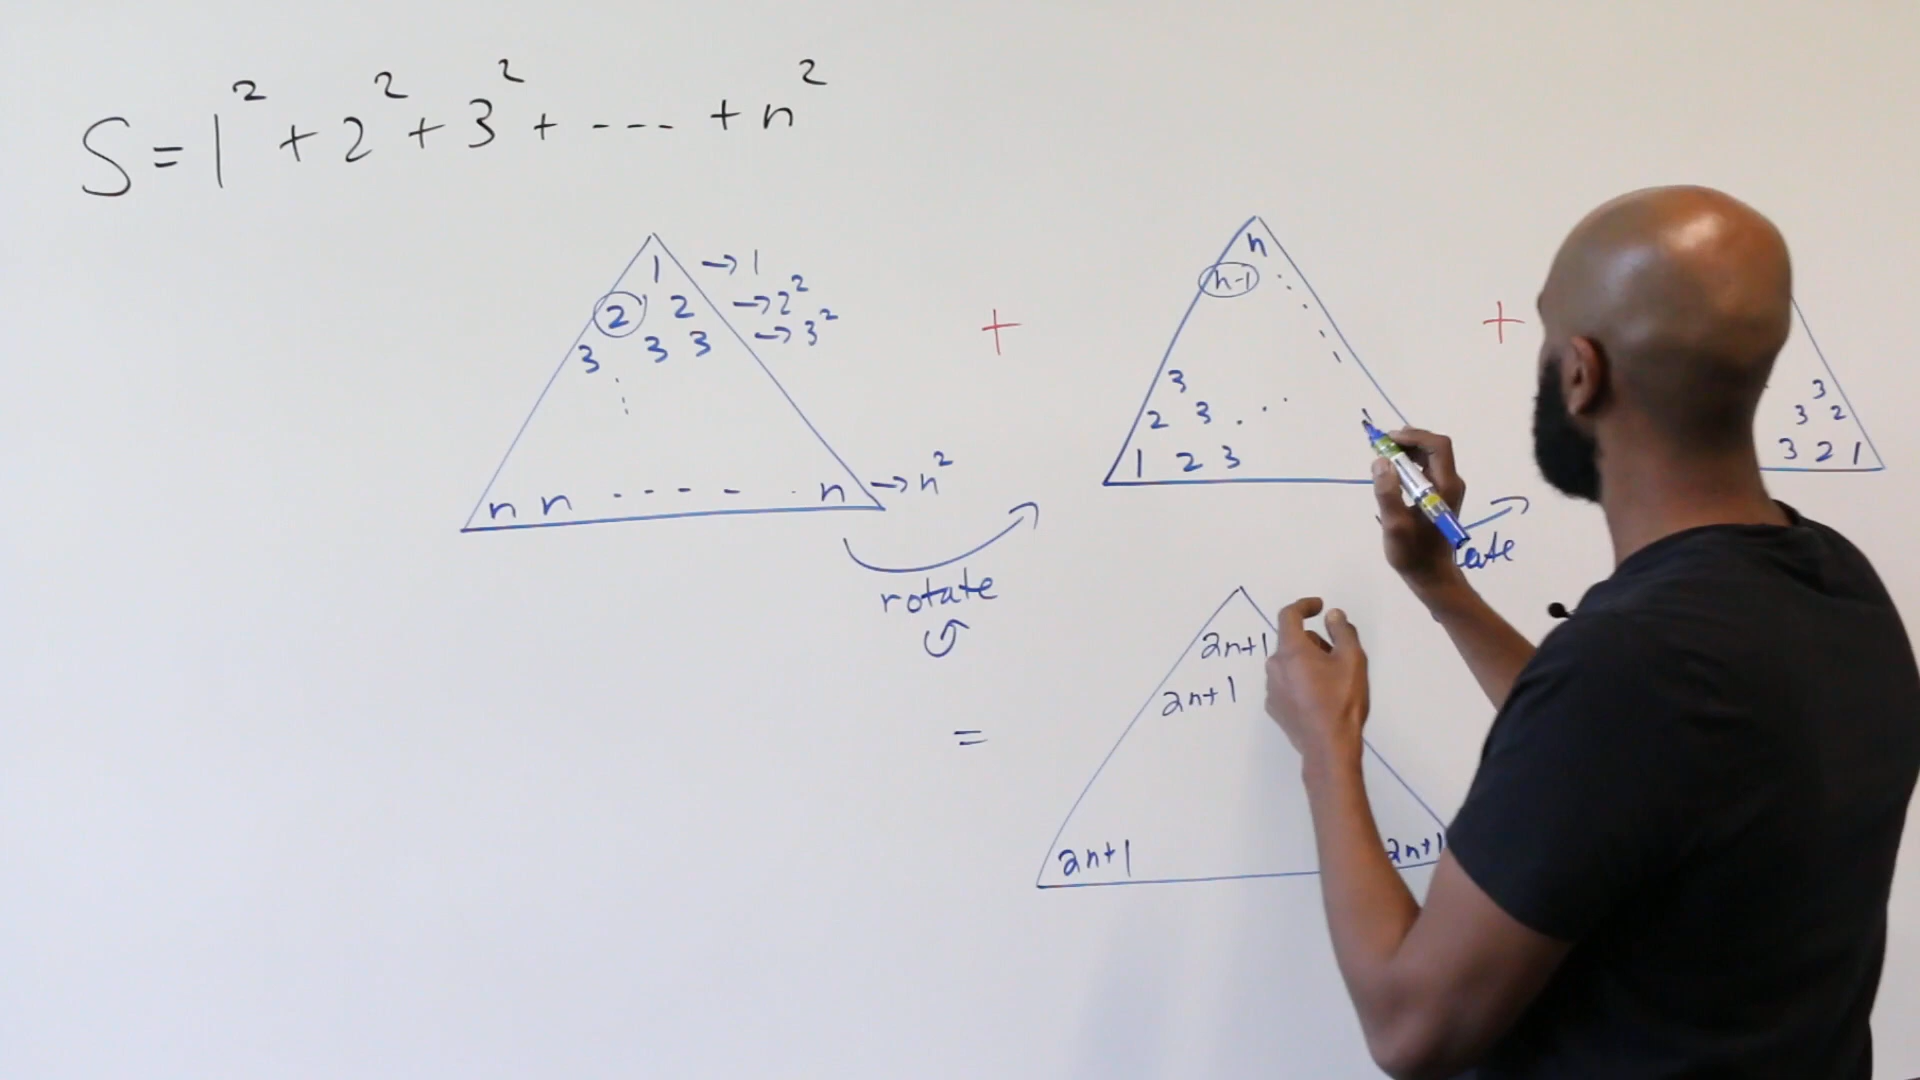 S = 1² + 2² + 3² + --- + n²
1 → 1
2 2 → 2²
3 3 3 → 3²
n n - - - - . n → n²
rotate
+
n
n-1
3
2 3 . . .
1 2 3
+
3
3 2
3 2 1
=
2n+1
2n+1
2n+1 2n+1